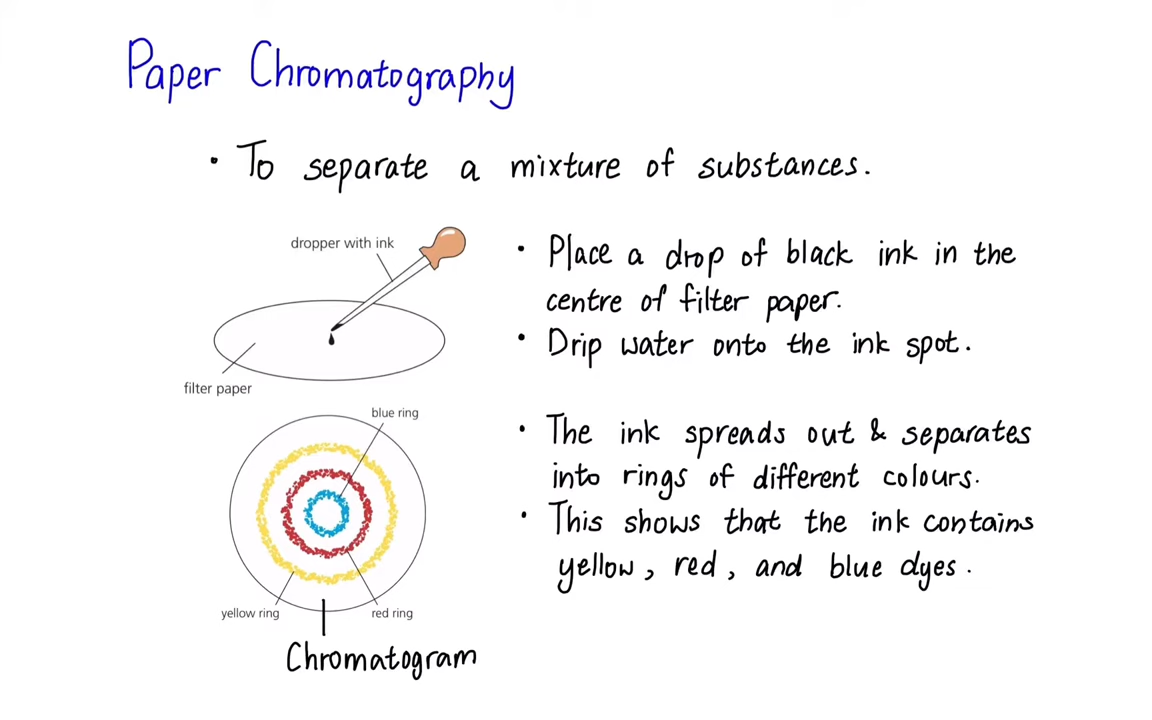 Paper Chromatography
• To separate a mixture of substances.
dropper with ink
filter paper
• Place a drop of black ink in the
centre of filter paper.
• Drip water onto the ink spot.
blue ring
yellow ring
red ring
Chromatogram
• The ink spreads out & separates
into rings of different colours.
• This shows that the ink contains
yellow, red, and blue dyes.